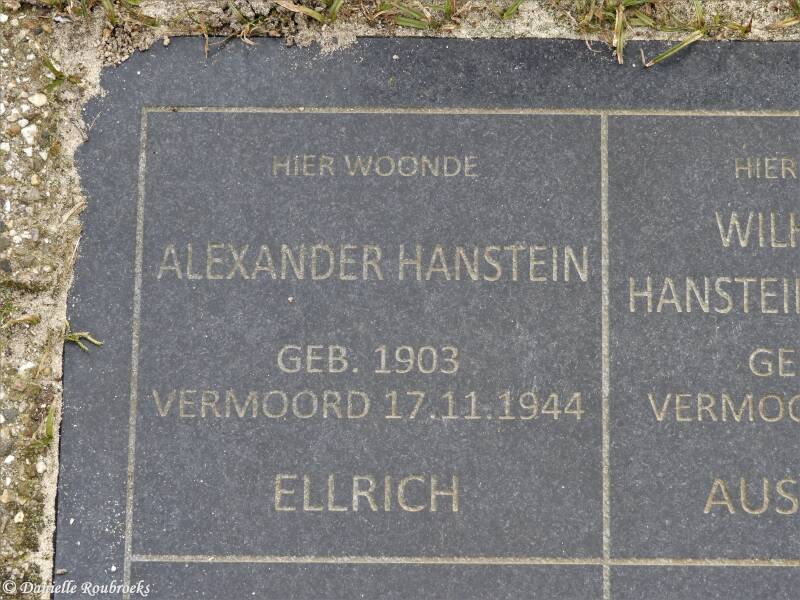 HIER WOONDE
ALEXANDER HANSTEIN
GEB. 1903
VERMOORD 17.11.1944
ELLRICH
HIER
WILH
HANSTEIN
GE
VERMOO
AUS
© Danielle Roubroeks